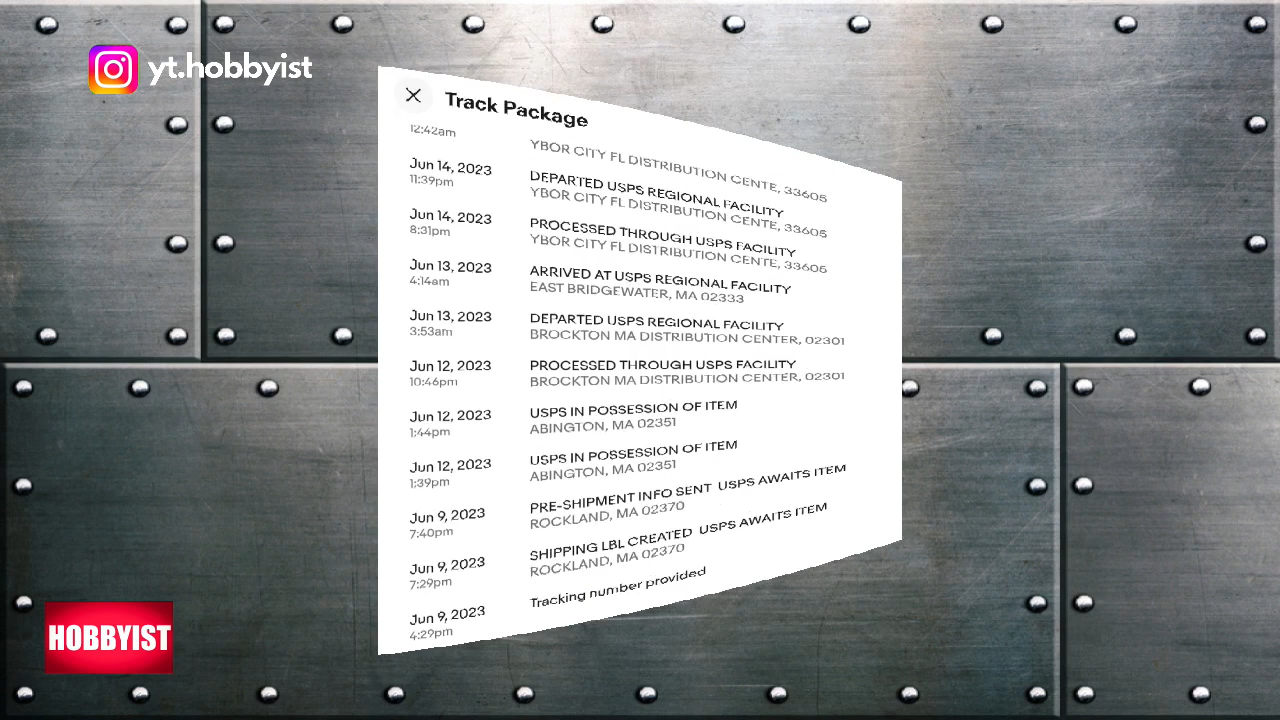 yt.hobbyist
Track Package
12:42am
YBOR CITY FL DISTRIBUTION CENTE, 33605
Jun 14, 2023
11:39pm
DEPARTED USPS REGIONAL FACILITY
YBOR CITY FL DISTRIBUTION CENTE, 33605
Jun 14, 2023
8:31pm
PROCESSED THROUGH USPS FACILITY
YBOR CITY FL DISTRIBUTION CENTE, 33605
Jun 13, 2023
4:14am
ARRIVED AT USPS REGIONAL FACILITY
EAST BRIDGEWATER, MA 02333
Jun 13, 2023
3:53am
DEPARTED USPS REGIONAL FACILITY
BROCKTON MA DISTRIBUTION CENTER, 02301
Jun 12, 2023
10:46pm
PROCESSED THROUGH USPS FACILITY
BROCKTON MA DISTRIBUTION CENTER, 02301
Jun 12, 2023
1:44pm
USPS IN POSSESSION OF ITEM
ABINGTON, MA 02351
Jun 12, 2023
1:39pm
USPS IN POSSESSION OF ITEM
ABINGTON, MA 02351
Jun 9, 2023
7:40pm
PRE-SHIPMENT INFO SENT USPS AWAITS ITEM
ROCKLAND, MA 02370
Jun 9, 2023
7:29pm
SHIPPING LBL CREATED USPS AWAITS ITEM
ROCKLAND, MA 02370
Jun 9, 2023
4:29pm
Tracking number provided
HOBBYIST